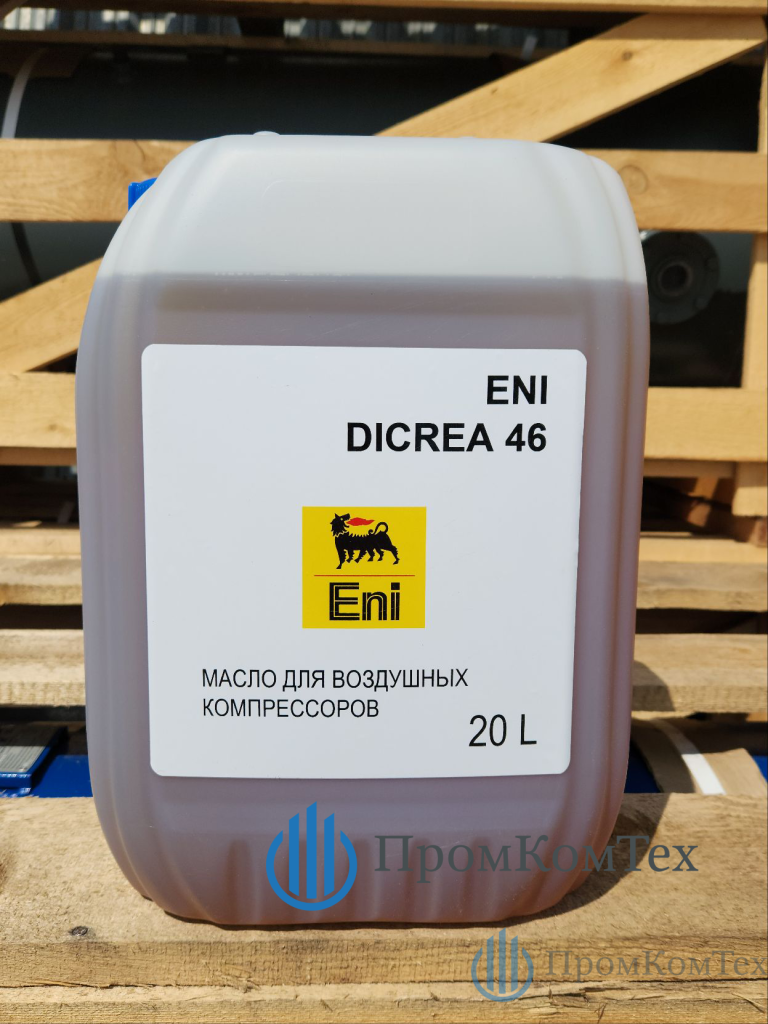 ENI
DICREA 46
Eni
МАСЛО ДЛЯ ВОЗДУШНЫХ
КОМПРЕССОРОВ
20 L
ПромКомТех
ПромКомТех